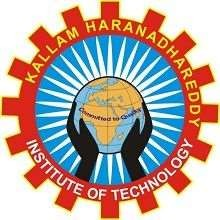 KALLAM HARANADHAREDDY
Committed to Quality
INSTITUTE OF TECHNOLOGY